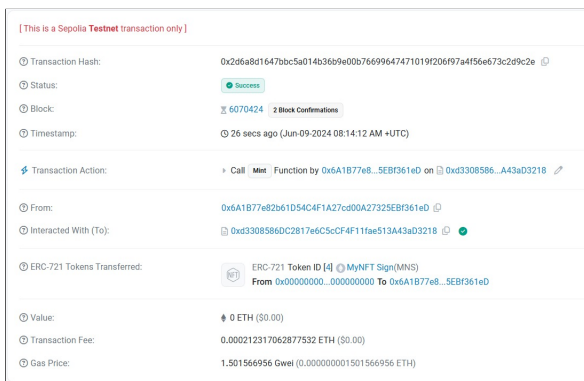 [ This is a Sepolia Testnet transaction only ]
Transaction Hash: 0x2d6a8d1647bbc5a014b36b9e00b76699647471019f206f97a4f56e673c2d9c2e
Status: Success
Block: 6070424 2 Block Confirmations
Timestamp: 26 secs ago (Jun-09-2024 08:14:12 AM +UTC)
Transaction Action: Call Mint Function by 0x6A1B77e8...5EBf361eD on 0xd3308586...A43aD3218
From: 0x6A1B77e82b61D54C4F1A27cd00A27325EBf361eD
Interacted With (To): 0xd3308586DC2817e6C5cCF4F11fae513A43aD3218
ERC-721 Tokens Transferred: NFT ERC-721 Token ID [4] MyNFT Sign(MNS)
From 0x00000000...000000000 To 0x6A1B77e8...5EBf361eD
Value: 0 ETH ($0.00)
Transaction Fee: 0.000212317062877532 ETH ($0.00)
Gas Price: 1.501566956 Gwei (0.000000001501566956 ETH)